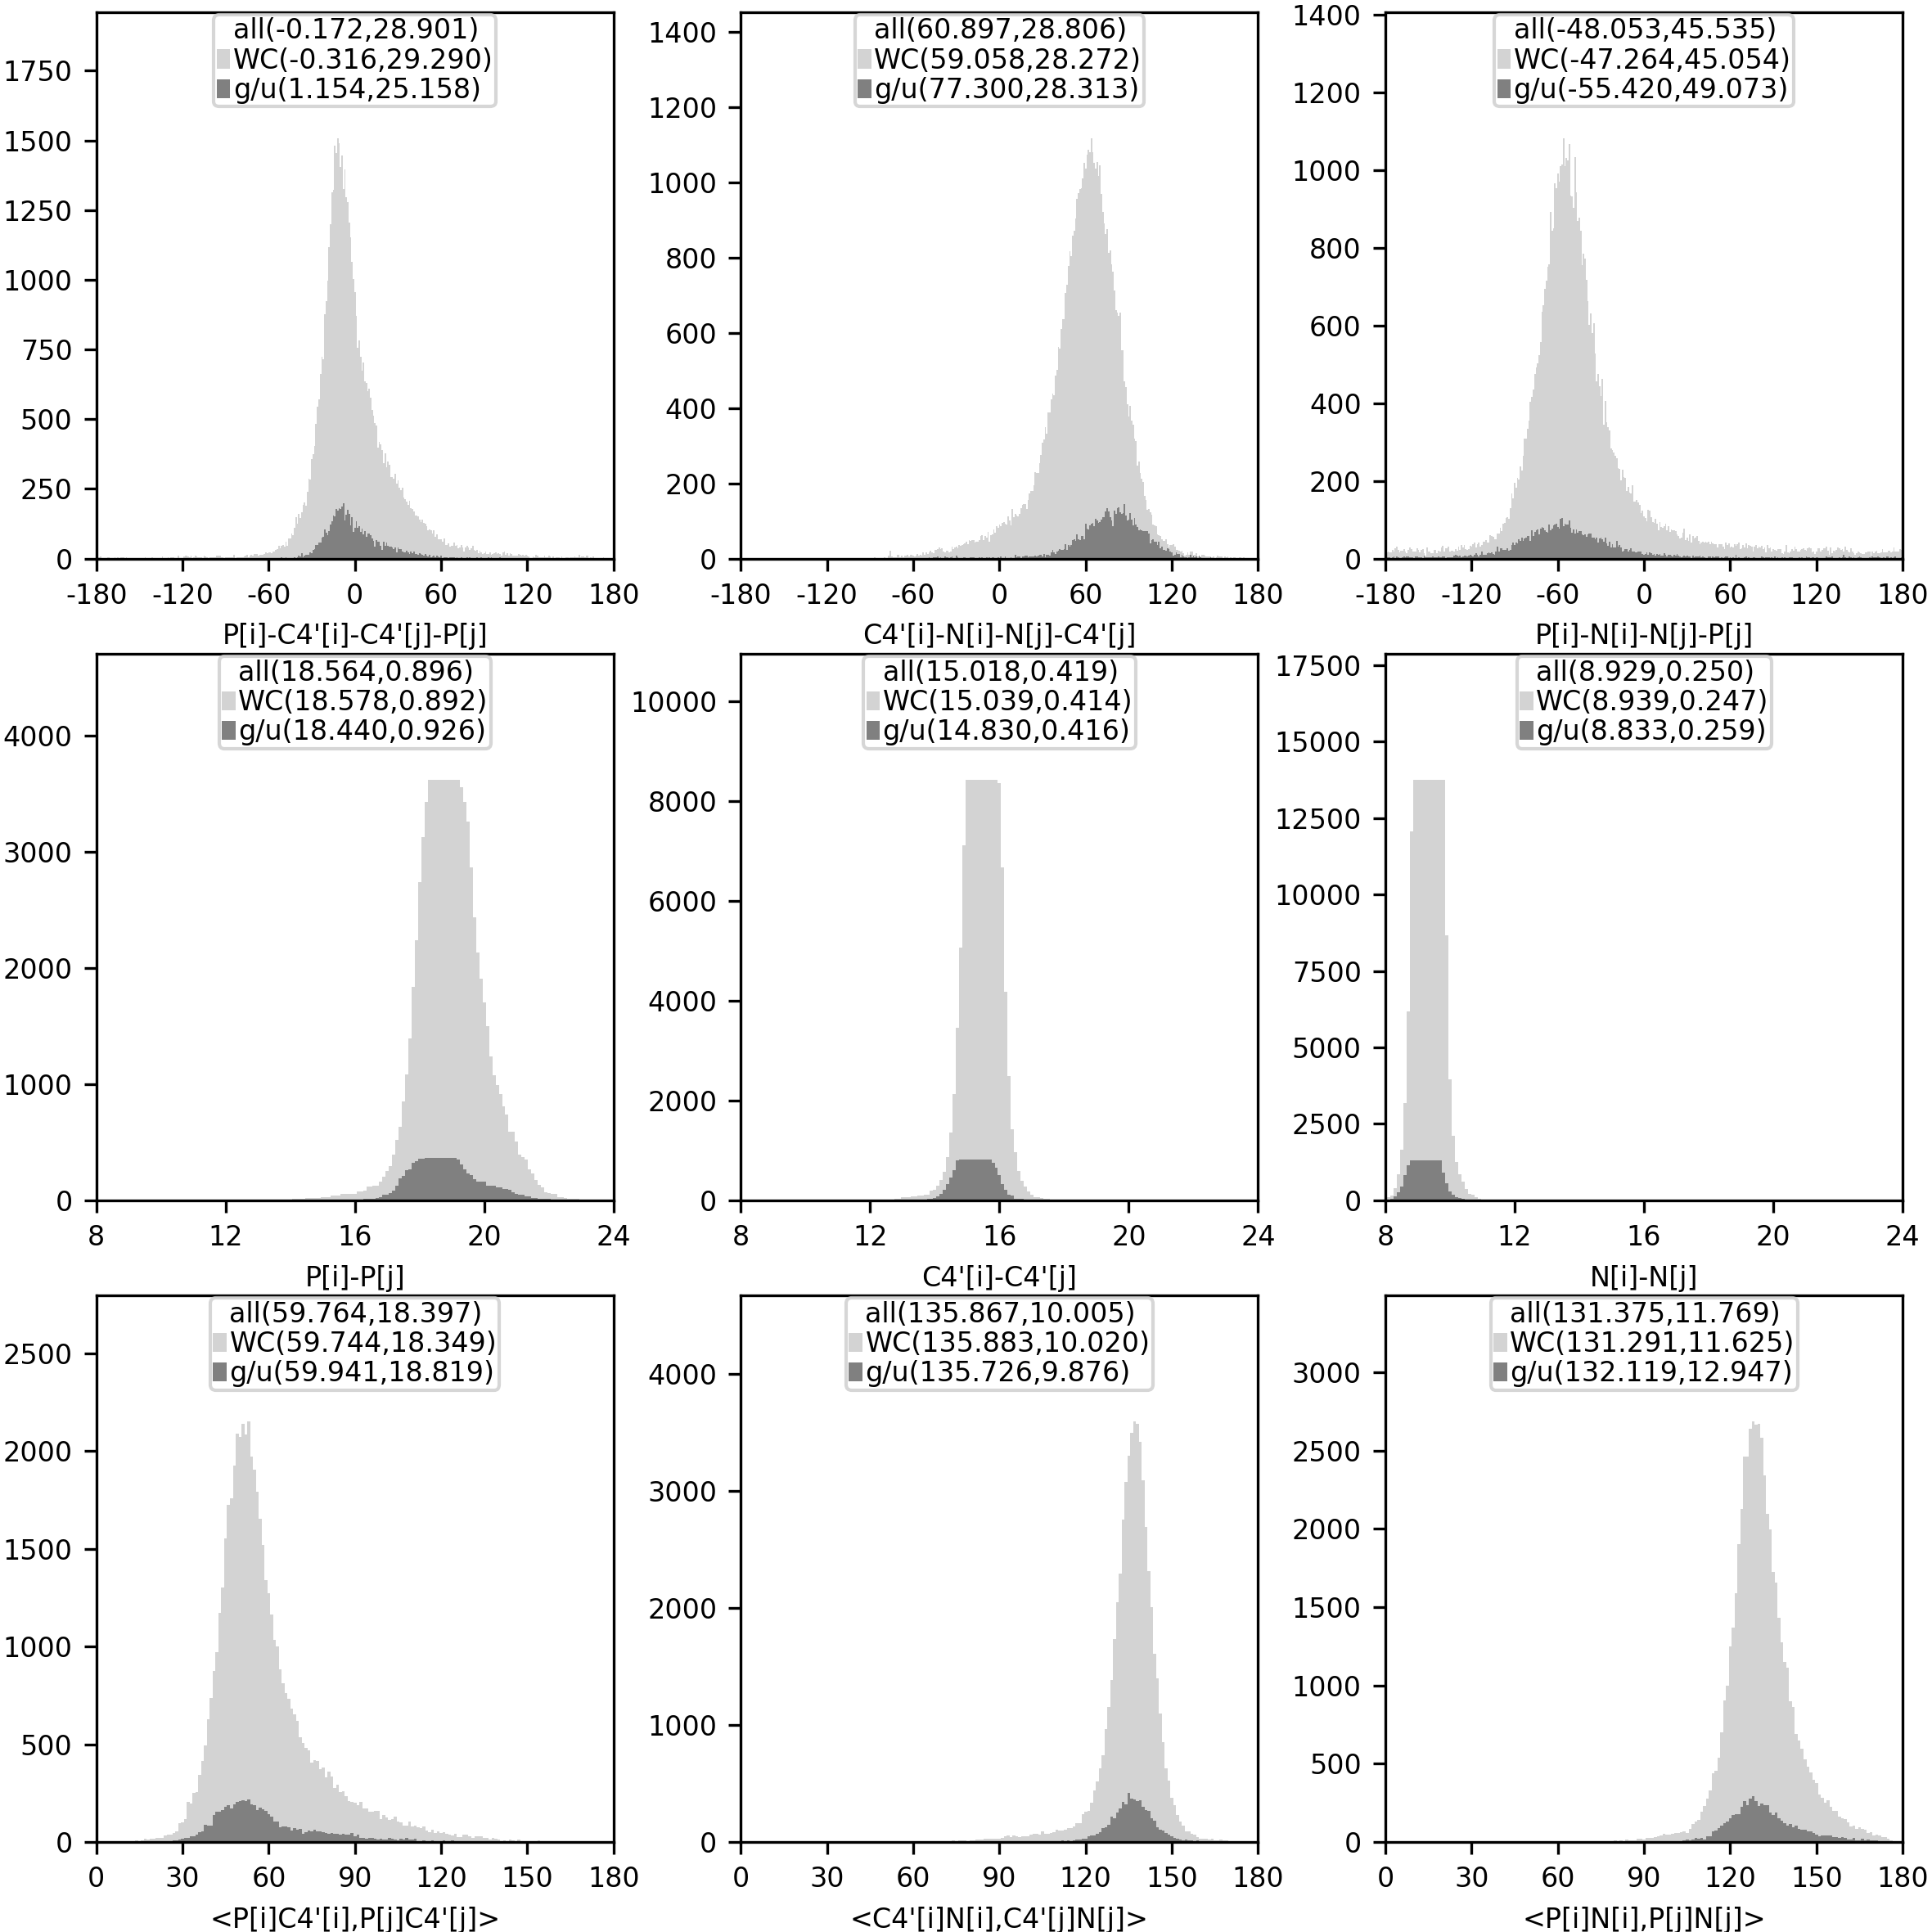 all(-0.172,28.901)
WC(-0.316,29.290)
g/u(1.154,25.158)
1750
1500
1250
1000
750
500
250
0
-180 -120 -60 0 60 120 180
P[i]-C4'[i]-C4'[j]-P[j]
all(60.897,28.806)
WC(59.058,28.272)
g/u(77.300,28.313)
1400
1200
1000
800
600
400
200
0
-180 -120 -60 0 60 120 180
C4'[i]-N[i]-N[j]-C4'[j]
all(-48.053,45.535)
WC(-47.264,45.054)
g/u(-55.420,49.073)
1400
1200
1000
800
600
400
200
0
-180 -120 -60 0 60 120 180
P[i]-N[i]-N[j]-P[j]
all(18.564,0.896)
WC(18.578,0.892)
g/u(18.440,0.926)
4000
3000
2000
1000
0
8 12 16 20 24
P[i]-P[j]
all(15.018,0.419)
WC(15.039,0.414)
g/u(14.830,0.416)
10000
8000
6000
4000
2000
0
8 12 16 20 24
C4'[i]-C4'[j]
all(8.929,0.250)
WC(8.939,0.247)
g/u(8.833,0.259)
17500
15000
12500
10000
7500
5000
2500
0
8 12 16 20 24
N[i]-N[j]
all(59.764,18.397)
WC(59.744,18.349)
g/u(59.941,18.819)
2500
2000
1500
1000
500
0
0 30 60 90 120 150 180
<P[i]C4'[i],P[j]C4'[j]>
all(135.867,10.005)
WC(135.883,10.020)
g/u(135.726,9.876)
4000
3000
2000
1000
0
0 30 60 90 120 150 180
<C4'[i]N[i],C4'[j]N[j]>
all(131.375,11.769)
WC(131.291,11.625)
g/u(132.119,12.947)
3000
2500
2000
1500
1000
500
0
0 30 60 90 120 150 180
<P[i]N[i],P[j]N[j]>